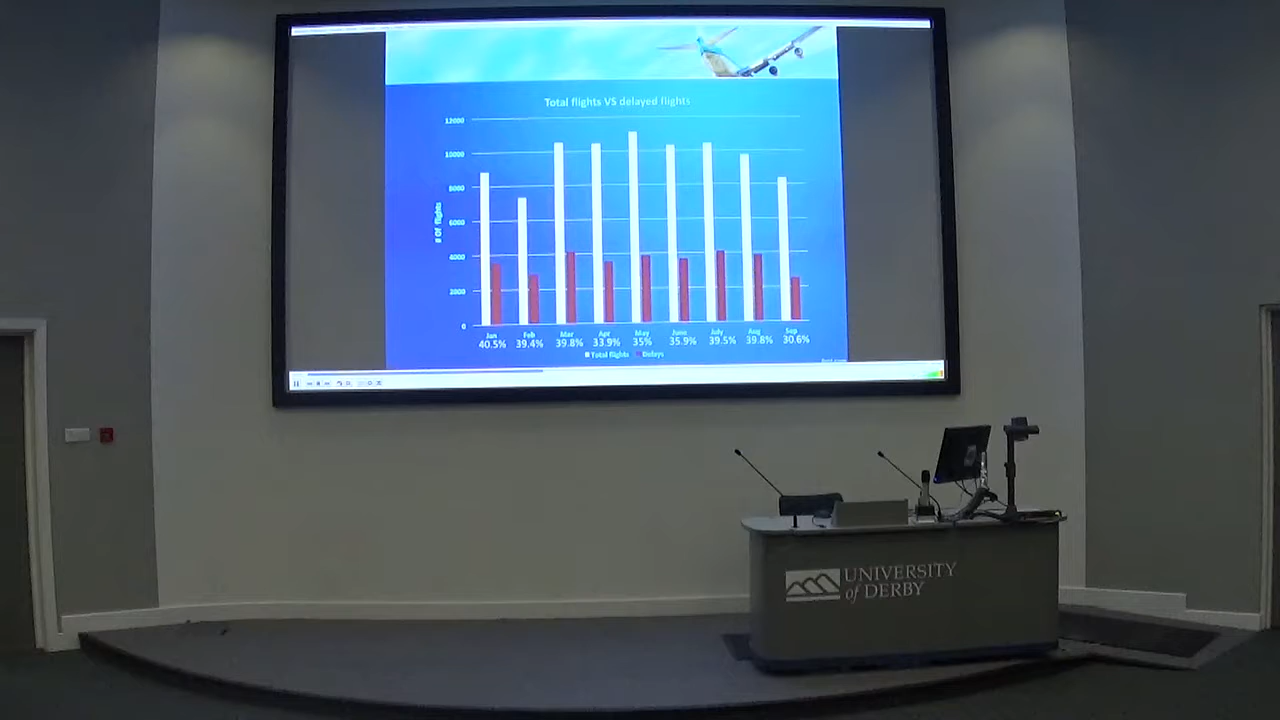 Total flights VS delayed flights
12000
10000
8000
6000
4000
2000
0
# Of flights
Jan Feb Mar Apr May June July Aug Sep
40.5% 39.4% 39.8% 33.9% 35% 35.9% 39.5% 39.8% 30.6%
Total flights Delays
UNIVERSITY
of DERBY